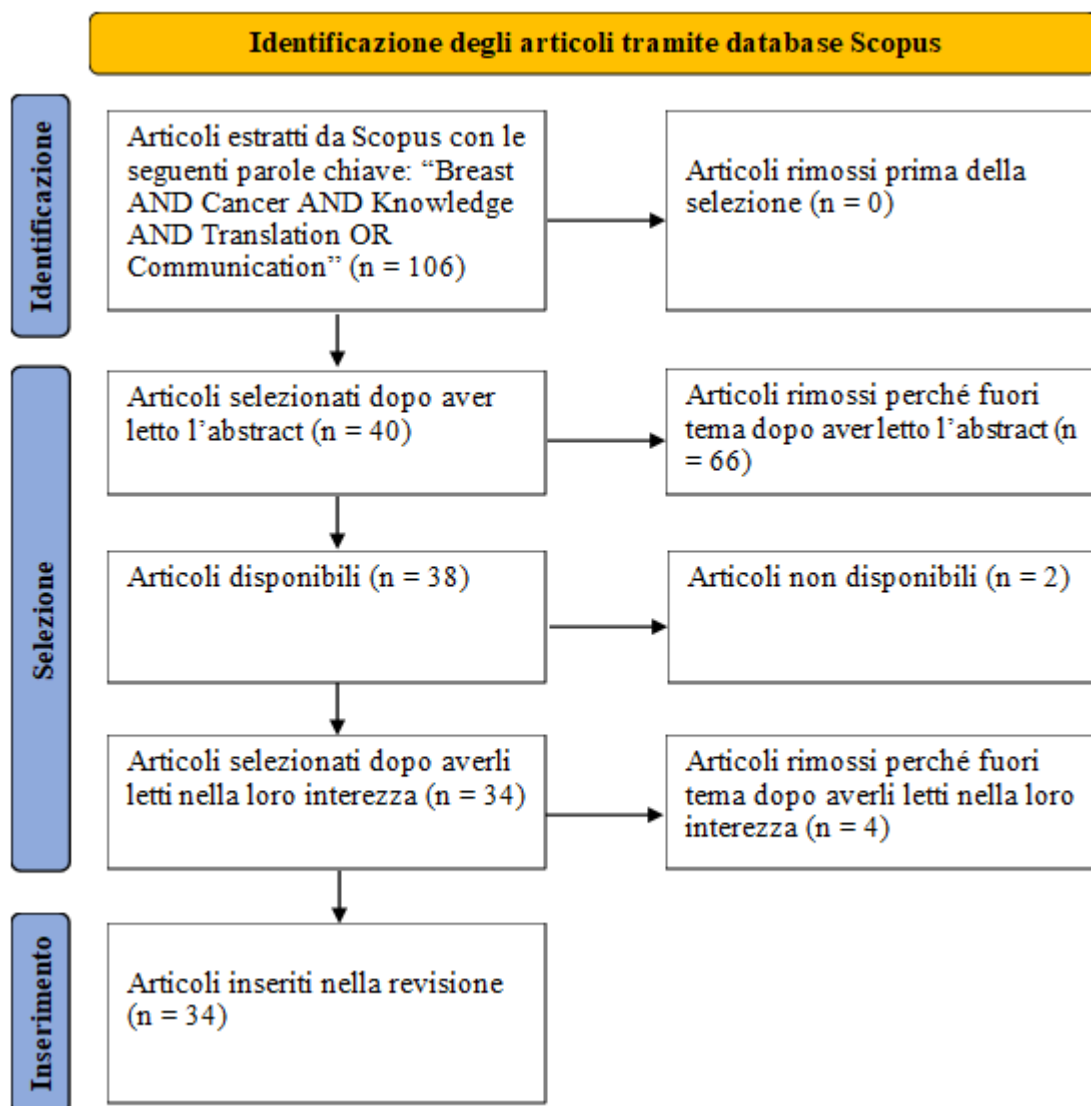 Identificazione degli articoli tramite database Scopus
Identificazione
Articoli estratti da Scopus con le
seguenti parole chiave: “Breast
AND Cancer AND Knowledge
AND Translation OR
Communication” (n = 106)
Articoli rimossi prima della
selezione (n = 0)
Selezione
Articoli selezionati dopo aver
letto l’abstract (n = 40)
Articoli rimossi perché fuori
tema dopo aver letto l’abstract (n
= 66)
Articoli disponibili (n = 38)
Articoli non disponibili (n = 2)
Articoli selezionati dopo averli
letti nella loro interezza (n = 34)
Articoli rimossi perché fuori
tema dopo averli letti nella loro
interezza (n = 4)
Inserimento
Articoli inseriti nella revisione
(n = 34)